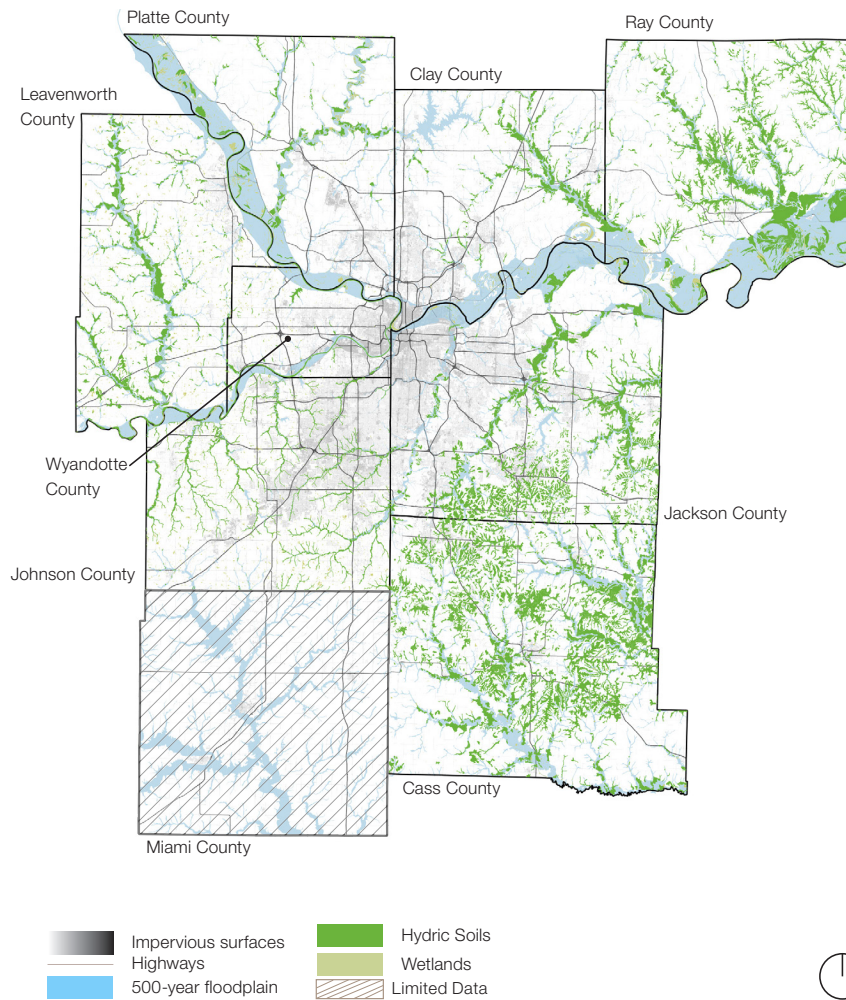 Platte County
Ray County
Clay County
Leavenworth
County
Wyandotte
County
Jackson County
Johnson County
Cass County
Miami County
Impervious surfaces
Highways
500-year floodplain
Hydric Soils
Wetlands
Limited Data